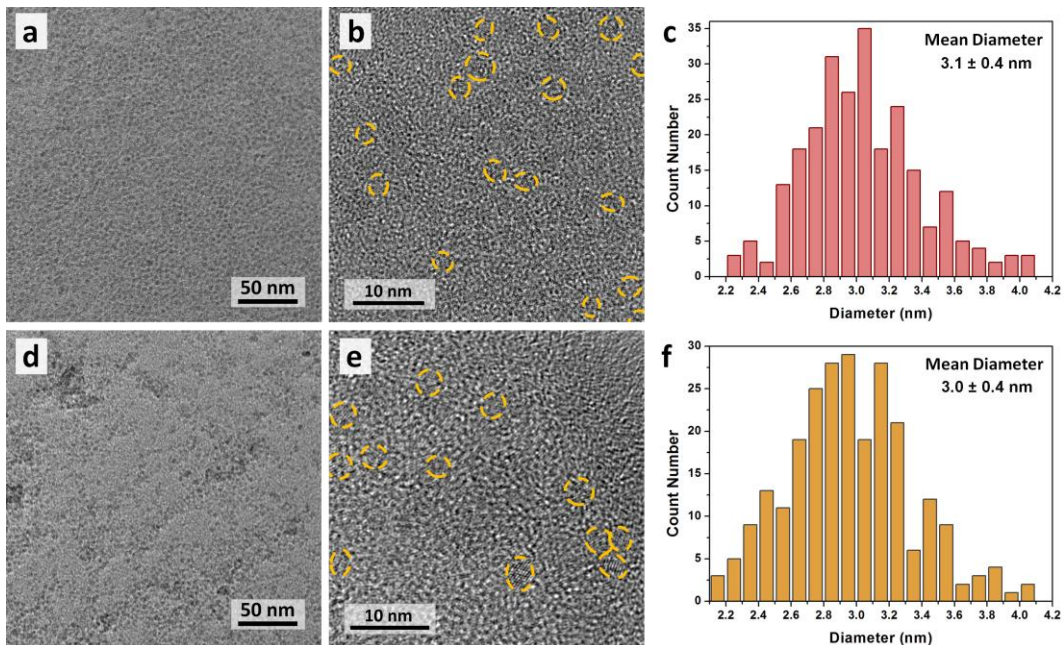 a
50 nm
b
10 nm
c
Mean Diameter
3.1 ± 0.4 nm
Count Number
35
30
25
20
15
10
5
0
2.2 2.4 2.6 2.8 3.0 3.2 3.4 3.6 3.8 4.0 4.2
Diameter (nm)
d
50 nm
e
10 nm
f
Mean Diameter
3.0 ± 0.4 nm
Count Number
30
25
20
15
10
5
0
2.2 2.4 2.6 2.8 3.0 3.2 3.4 3.6 3.8 4.0 4.2
Diameter (nm)